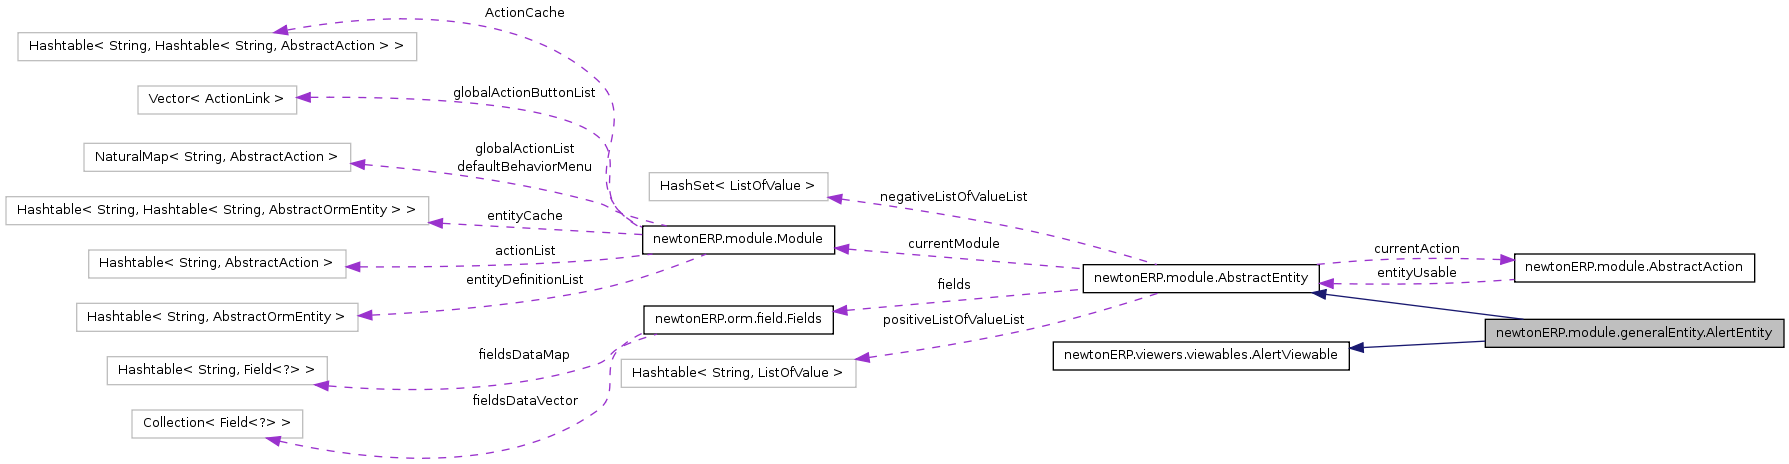 ActionCache
Hashtable< String, Hashtable< String, AbstractAction > >
globalActionButtonList
Vector< ActionLink >
globalActionList
defaultBehaviorMenu
NaturalMap< String, AbstractAction >
HashSet< ListOfValue >
negativeListOfValueList
Hashtable< String, Hashtable< String, AbstractOrmEntity > >
entityCache
newtonERP.module.Module
currentModule
currentAction
actionList
Hashtable< String, AbstractAction >
newtonERP.module.AbstractEntity
entityUsable
newtonERP.module.AbstractAction
entityDefinitionList
fields
Hashtable< String, AbstractOrmEntity >
newtonERP.orm.field.Fields
positiveListOfValueList
newtonERP.module.generalEntity.AlertEntity
fieldsDataMap
newtonERP.viewers.viewables.AlertViewable
Hashtable< String, Field<?> >
Hashtable< String, ListOfValue >
fieldsDataVector
Collection< Field<?> >